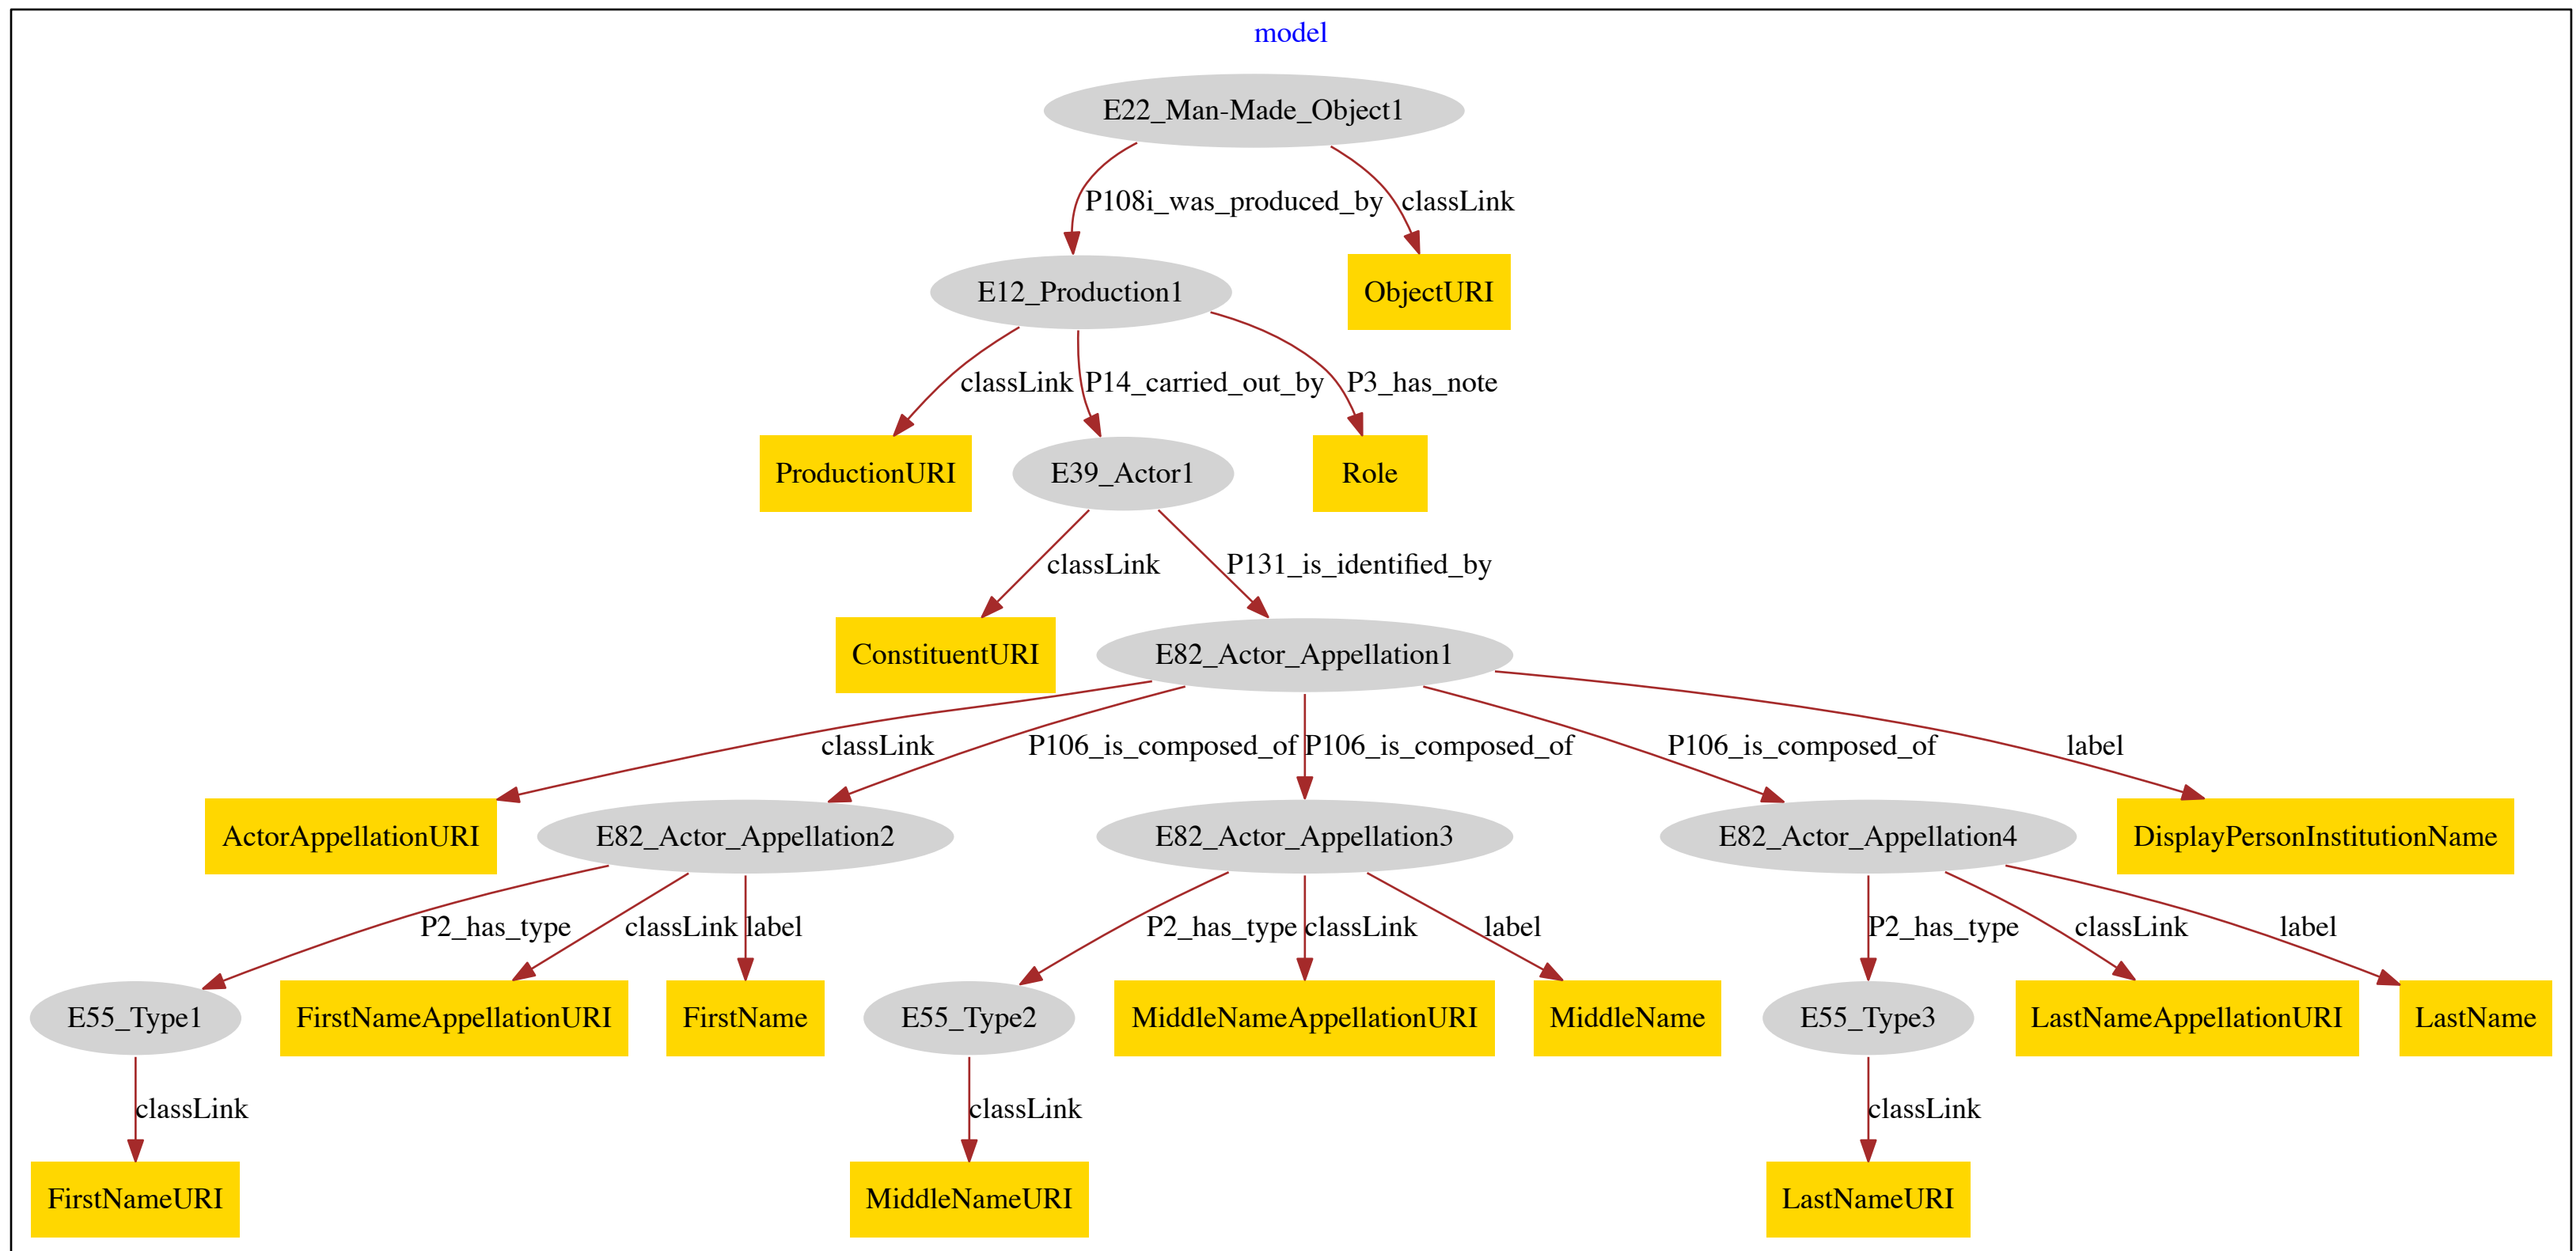 model
E22_Man-Made_Object1
P108i_was_produced_by classLink
E12_Production1 ObjectURI
classLink P14_carried_out_by P3_has_note
ProductionURI E39_Actor1 Role
classLink P131_is_identified_by
ConstituentURI E82_Actor_Appellation1
classLink P106_is_composed_of P106_is_composed_of P106_is_composed_of label
ActorAppellationURI E82_Actor_Appellation2 E82_Actor_Appellation3 E82_Actor_Appellation4 DisplayPersonInstitutionName
P2_has_type classLink label P2_has_type classLink label P2_has_type classLink label
E55_Type1 FirstNameAppellationURI FirstName E55_Type2 MiddleNameAppellationURI MiddleName E55_Type3 LastNameAppellationURI LastName
classLink classLink classLink
FirstNameURI MiddleNameURI LastNameURI